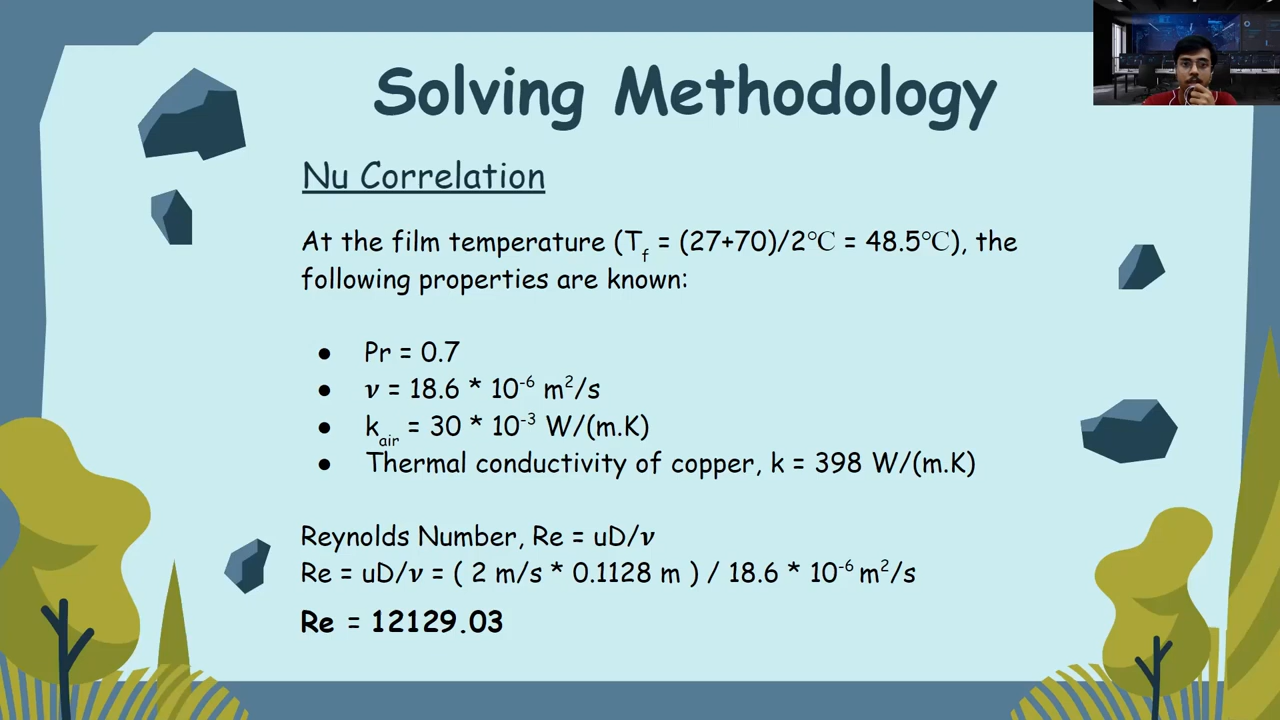 Solving Methodology
Nu Correlation
At the film temperature (T_f = (27+70)/2℃ = 48.5℃), the
following properties are known:
● Pr = 0.7
● 𝝂 = 18.6 * 10⁻⁶ m²/s
● k_air = 30 * 10⁻³ W/(m.K)
● Thermal conductivity of copper, k = 398 W/(m.K)
Reynolds Number, Re = uD/𝝂
Re = uD/𝝂 = ( 2 m/s * 0.1128 m ) / 18.6 * 10⁻⁶ m²/s
Re = 12129.03